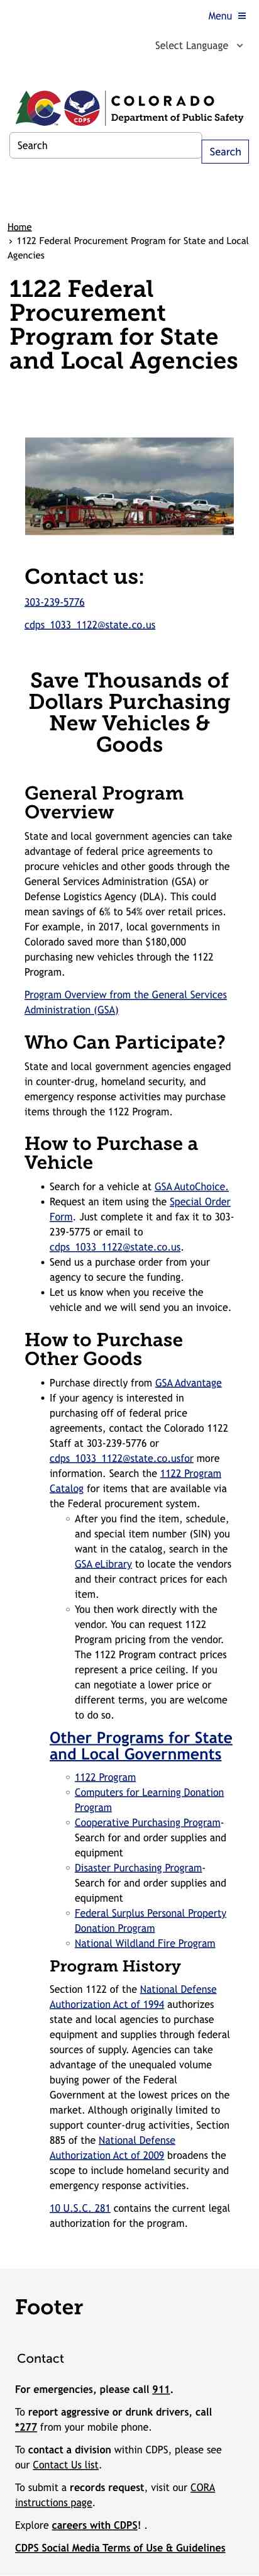 Menu
Select Language
COLORADO
Department of Public Safety
CDPS
Search
Search
Home
› 1122 Federal Procurement Program for State and Local
Agencies
1122 Federal
Procurement
Program for State
and Local Agencies
Contact us:
303-239-5776
cdps_1033_1122@state.co.us
Save Thousands of
Dollars Purchasing
New Vehicles &
Goods
General Program
Overview
State and local government agencies can take
advantage of federal price agreements to
procure vehicles and other goods through the
General Services Administration (GSA) or
Defense Logistics Agency (DLA). This could
mean savings of 6% to 54% over retail prices.
For example, in 2017, local governments in
Colorado saved more than $180,000
purchasing new vehicles through the 1122
Program.
Program Overview from the General Services
Administration (GSA)
Who Can Participate?
State and local government agencies engaged
in counter-drug, homeland security, and
emergency response activities may purchase
items through the 1122 Program.
How to Purchase a
Vehicle
• Search for a vehicle at GSA AutoChoice.
• Request an item using the Special Order
Form. Just complete it and fax it to 303-
239-5775 or email to
cdps_1033_1122@state.co.us.
• Send us a purchase order from your
agency to secure the funding.
• Let us know when you receive the
vehicle and we will send you an invoice.
How to Purchase
Other Goods
• Purchase directly from GSA Advantage
• If your agency is interested in
purchasing off of federal price
agreements, contact the Colorado 1122
Staff at 303-239-5776 or
cdps_1033_1122@state.co.usfor more
information. Search the 1122 Program
Catalog for items that are available via
the Federal procurement system.
◦ After you find the item, schedule,
and special item number (SIN) you
want in the catalog, search in the
GSA eLibrary to locate the vendors
and their contract prices for each
item.
◦ You then work directly with the
vendor. You can request 1122
Program pricing from the vendor.
The 1122 Program contract prices
represent a price ceiling. If you
can negotiate a lower price or
different terms, you are welcome
to do so.
Other Programs for State
and Local Governments
◦ 1122 Program
◦ Computers for Learning Donation
Program
◦ Cooperative Purchasing Program-
Search for and order supplies and
equipment
◦ Disaster Purchasing Program-
Search for and order supplies and
equipment
◦ Federal Surplus Personal Property
Donation Program
◦ National Wildland Fire Program
Program History
Section 1122 of the National Defense
Authorization Act of 1994 authorizes
state and local agencies to purchase
equipment and supplies through federal
sources of supply. Agencies can take
advantage of the unequaled volume
buying power of the Federal
Government at the lowest prices on the
market. Although originally limited to
support counter-drug activities, Section
885 of the National Defense
Authorization Act of 2009 broadens the
scope to include homeland security and
emergency response activities.
10 U.S.C. 281 contains the current legal
authorization for the program.
Footer
Contact
For emergencies, please call 911.
To report aggressive or drunk drivers, call
*277 from your mobile phone.
To contact a division within CDPS, please see
our Contact Us list.
To submit a records request, visit our CORA
instructions page.
Explore careers with CDPS! .
CDPS Social Media Terms of Use & Guidelines